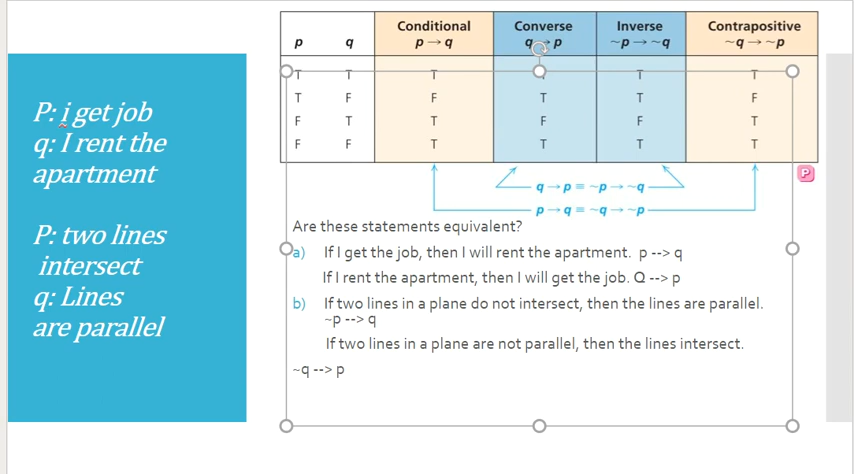 P: i get job
q: I rent the
apartment
P: two lines
intersect
q: Lines
are parallel
Conditional Converse Inverse Contrapositive
p q p → q q p ~p → ~q ~q → ~p
T T T T T
T F F T T F
F T T F F T
F F T T T T
P
q → p ≡ ~p → ~q
p → q ≡ ~q → ~p
Are these statements equivalent?
a) If I get the job, then I will rent the apartment. p --> q
If I rent the apartment, then I will get the job. Q --> p
b) If two lines in a plane do not intersect, then the lines are parallel.
~p --> q
If two lines in a plane are not parallel, then the lines intersect.
~q --> p